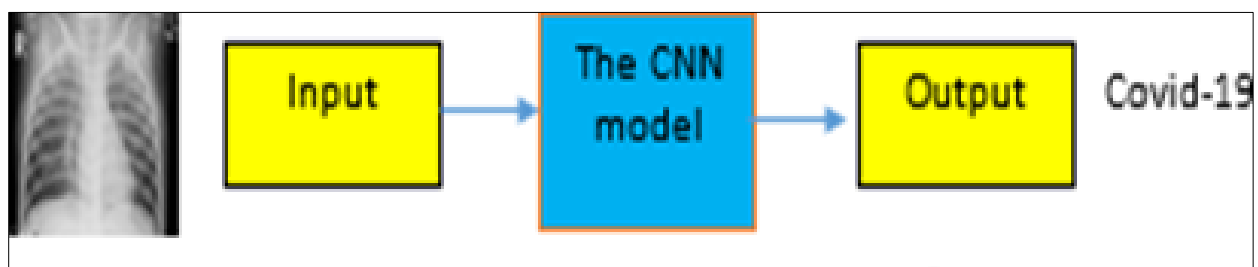 Input
The CNN
model
Output
Covid-19